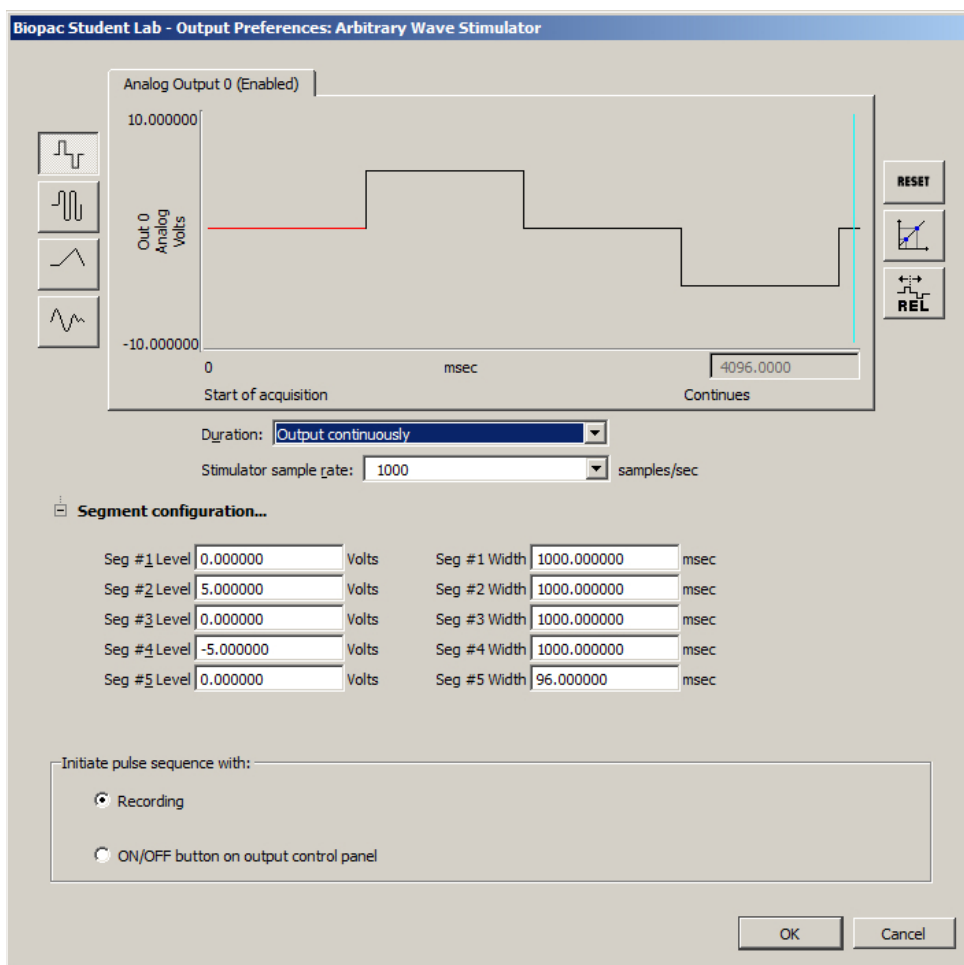 Biopac Student Lab - Output Preferences: Arbitrary Wave Stimulator
Analog Output 0 (Enabled)
10.000000
Out 0
Analog
Volts
-10.000000
0
msec
4096.0000
Start of acquisition
Continues
RESET
REL
Duration: Output continuously
Stimulator sample rate: 1000 samples/sec
Segment configuration...
Seg #1 Level 0.000000 Volts Seg #1 Width 1000.000000 msec
Seg #2 Level 5.000000 Volts Seg #2 Width 1000.000000 msec
Seg #3 Level 0.000000 Volts Seg #3 Width 1000.000000 msec
Seg #4 Level -5.000000 Volts Seg #4 Width 1000.000000 msec
Seg #5 Level 0.000000 Volts Seg #5 Width 96.000000 msec
Initiate pulse sequence with:
Recording
ON/OFF button on output control panel
OK Cancel